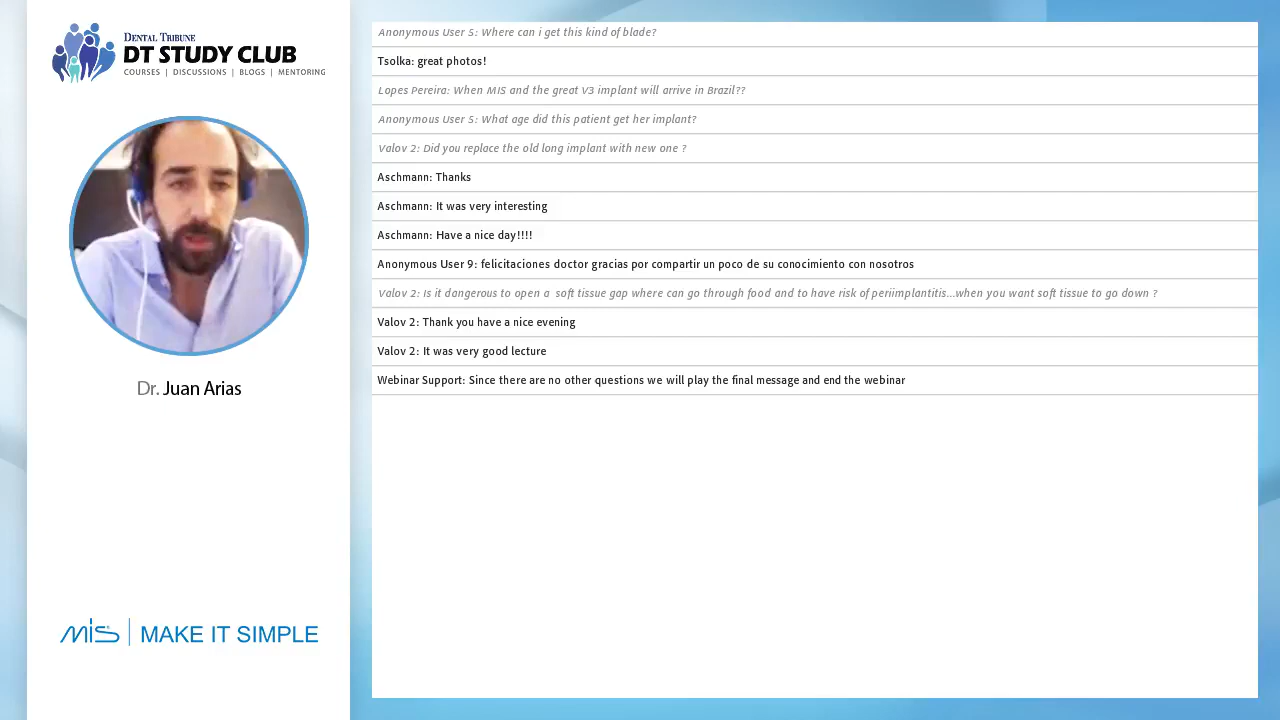 DENTAL TRIBUNE
DT STUDY CLUB
COURSES | DISCUSSIONS | BLOGS | MENTORING
Dr. Juan Arias
mis | MAKE IT SIMPLE
Anonymous User 5: Where can i get this kind of blade?
Tsolka: great photos!
Lopes Pereira: When MIS and the great V3 implant will arrive in Brazil??
Anonymous User 5: What age did this patient get her implant?
Valov 2: Did you replace the old long implant with new one ?
Aschmann: Thanks
Aschmann: It was very interesting
Aschmann: Have a nice day!!!!
Anonymous User 9: felicitaciones doctor gracias por compartir un poco de su conocimiento con nosotros
Valov 2: Is it dangerous to open a  soft tissue gap where can go through food and to have risk of periimplantitis...when you want soft tissue to go down ?
Valov 2: Thank you have a nice evening
Valov 2: It was very good lecture
Webinar Support: Since there are no other questions we will play the final message and end the webinar